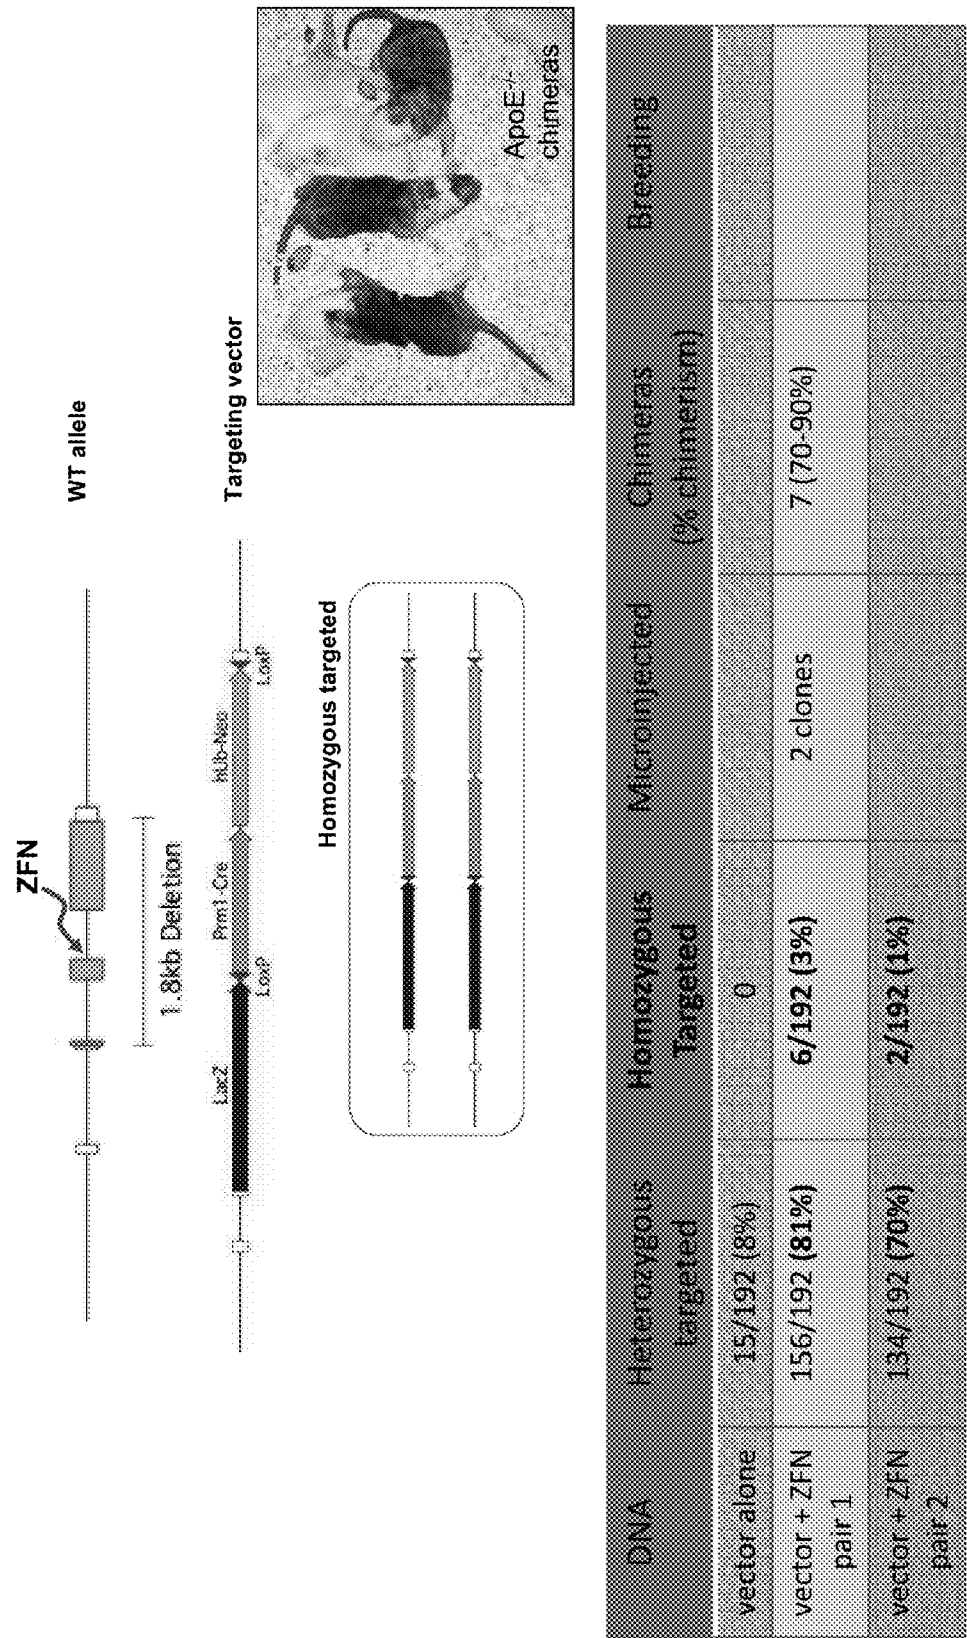 ZFN
WT allele
1.8kb Deletion
LacZ
Prm1-Cre
hUb-Neo
LoxP
LoxP
Targeting vector
Homozygous targeted
ApoE-/-
chimeras
DNA
Heterozygous
targeted
Homozygous
Targeted
Microinjected
Chimeras
(% chimerism)
Breeding
vector alone
15/192 (8%)
0
vector + ZFN
pair 1
156/192 (81%)
6/192 (3%)
2 clones
7 (70-90%)
vector + ZFN
pair 2
134/192 (70%)
2/192 (1%)